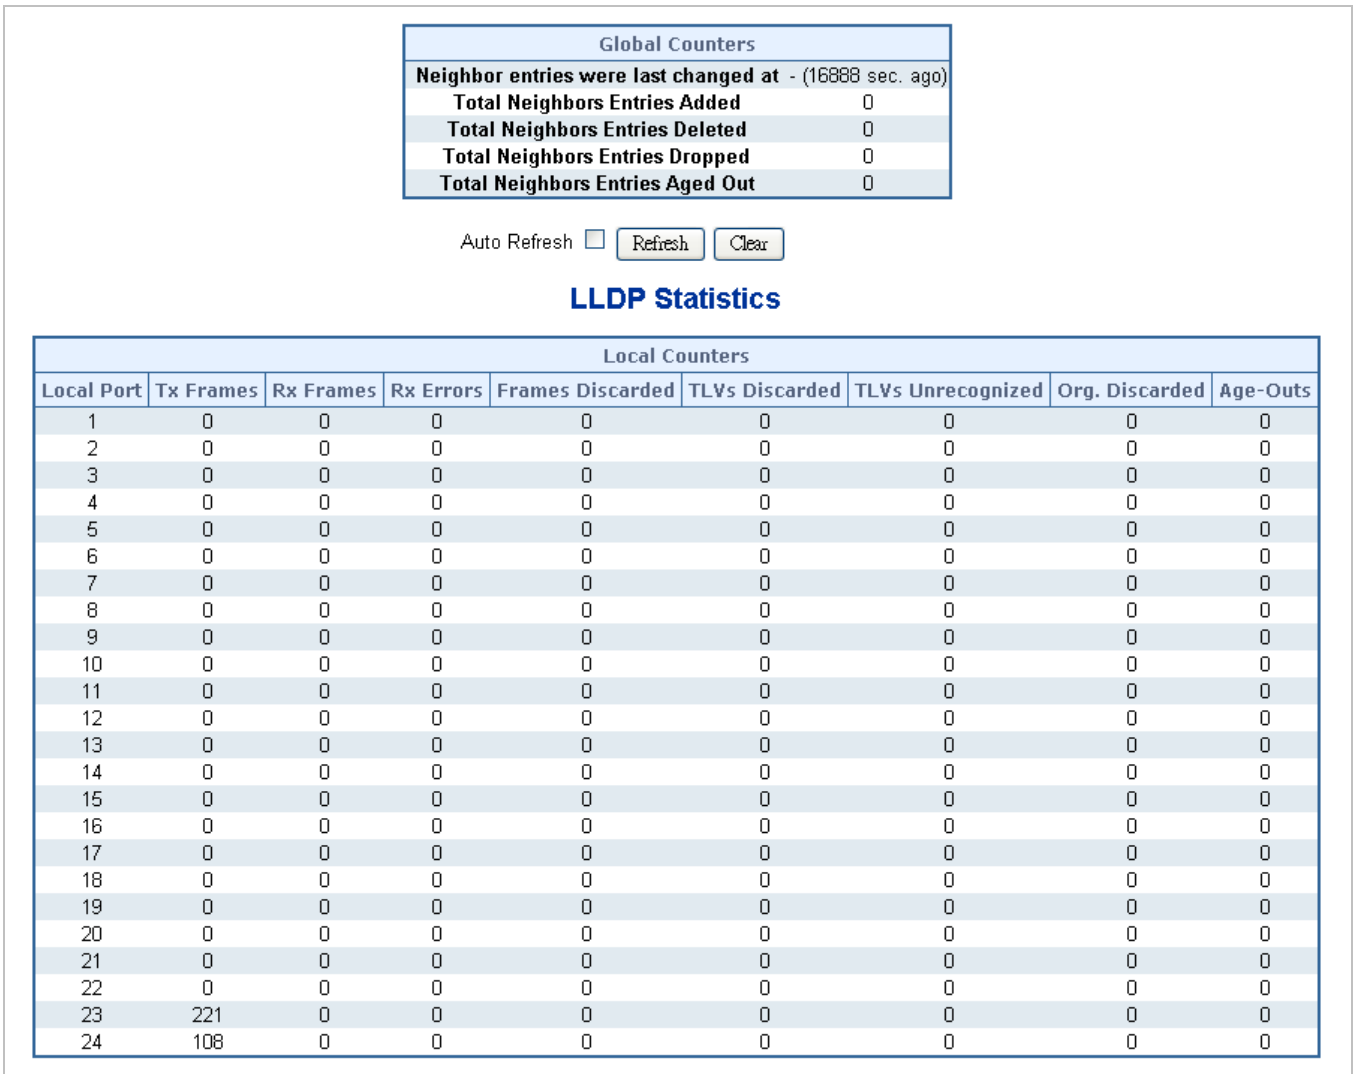 Global Counters
Neighbor entries were last changed at - (16888 sec. ago)
Total Neighbors Entries Added 0
Total Neighbors Entries Deleted 0
Total Neighbors Entries Dropped 0
Total Neighbors Entries Aged Out 0
Auto Refresh Refresh Clear
LLDP Statistics
Local Counters
Local Port Tx Frames Rx Frames Rx Errors Frames Discarded TLVs Discarded TLVs Unrecognized Org. Discarded Age-Outs
1 0 0 0 0 0 0 0 0
2 0 0 0 0 0 0 0 0
3 0 0 0 0 0 0 0 0
4 0 0 0 0 0 0 0 0
5 0 0 0 0 0 0 0 0
6 0 0 0 0 0 0 0 0
7 0 0 0 0 0 0 0 0
8 0 0 0 0 0 0 0 0
9 0 0 0 0 0 0 0 0
10 0 0 0 0 0 0 0 0
11 0 0 0 0 0 0 0 0
12 0 0 0 0 0 0 0 0
13 0 0 0 0 0 0 0 0
14 0 0 0 0 0 0 0 0
15 0 0 0 0 0 0 0 0
16 0 0 0 0 0 0 0 0
17 0 0 0 0 0 0 0 0
18 0 0 0 0 0 0 0 0
19 0 0 0 0 0 0 0 0
20 0 0 0 0 0 0 0 0
21 0 0 0 0 0 0 0 0
22 0 0 0 0 0 0 0 0
23 221 0 0 0 0 0 0 0
24 108 0 0 0 0 0 0 0